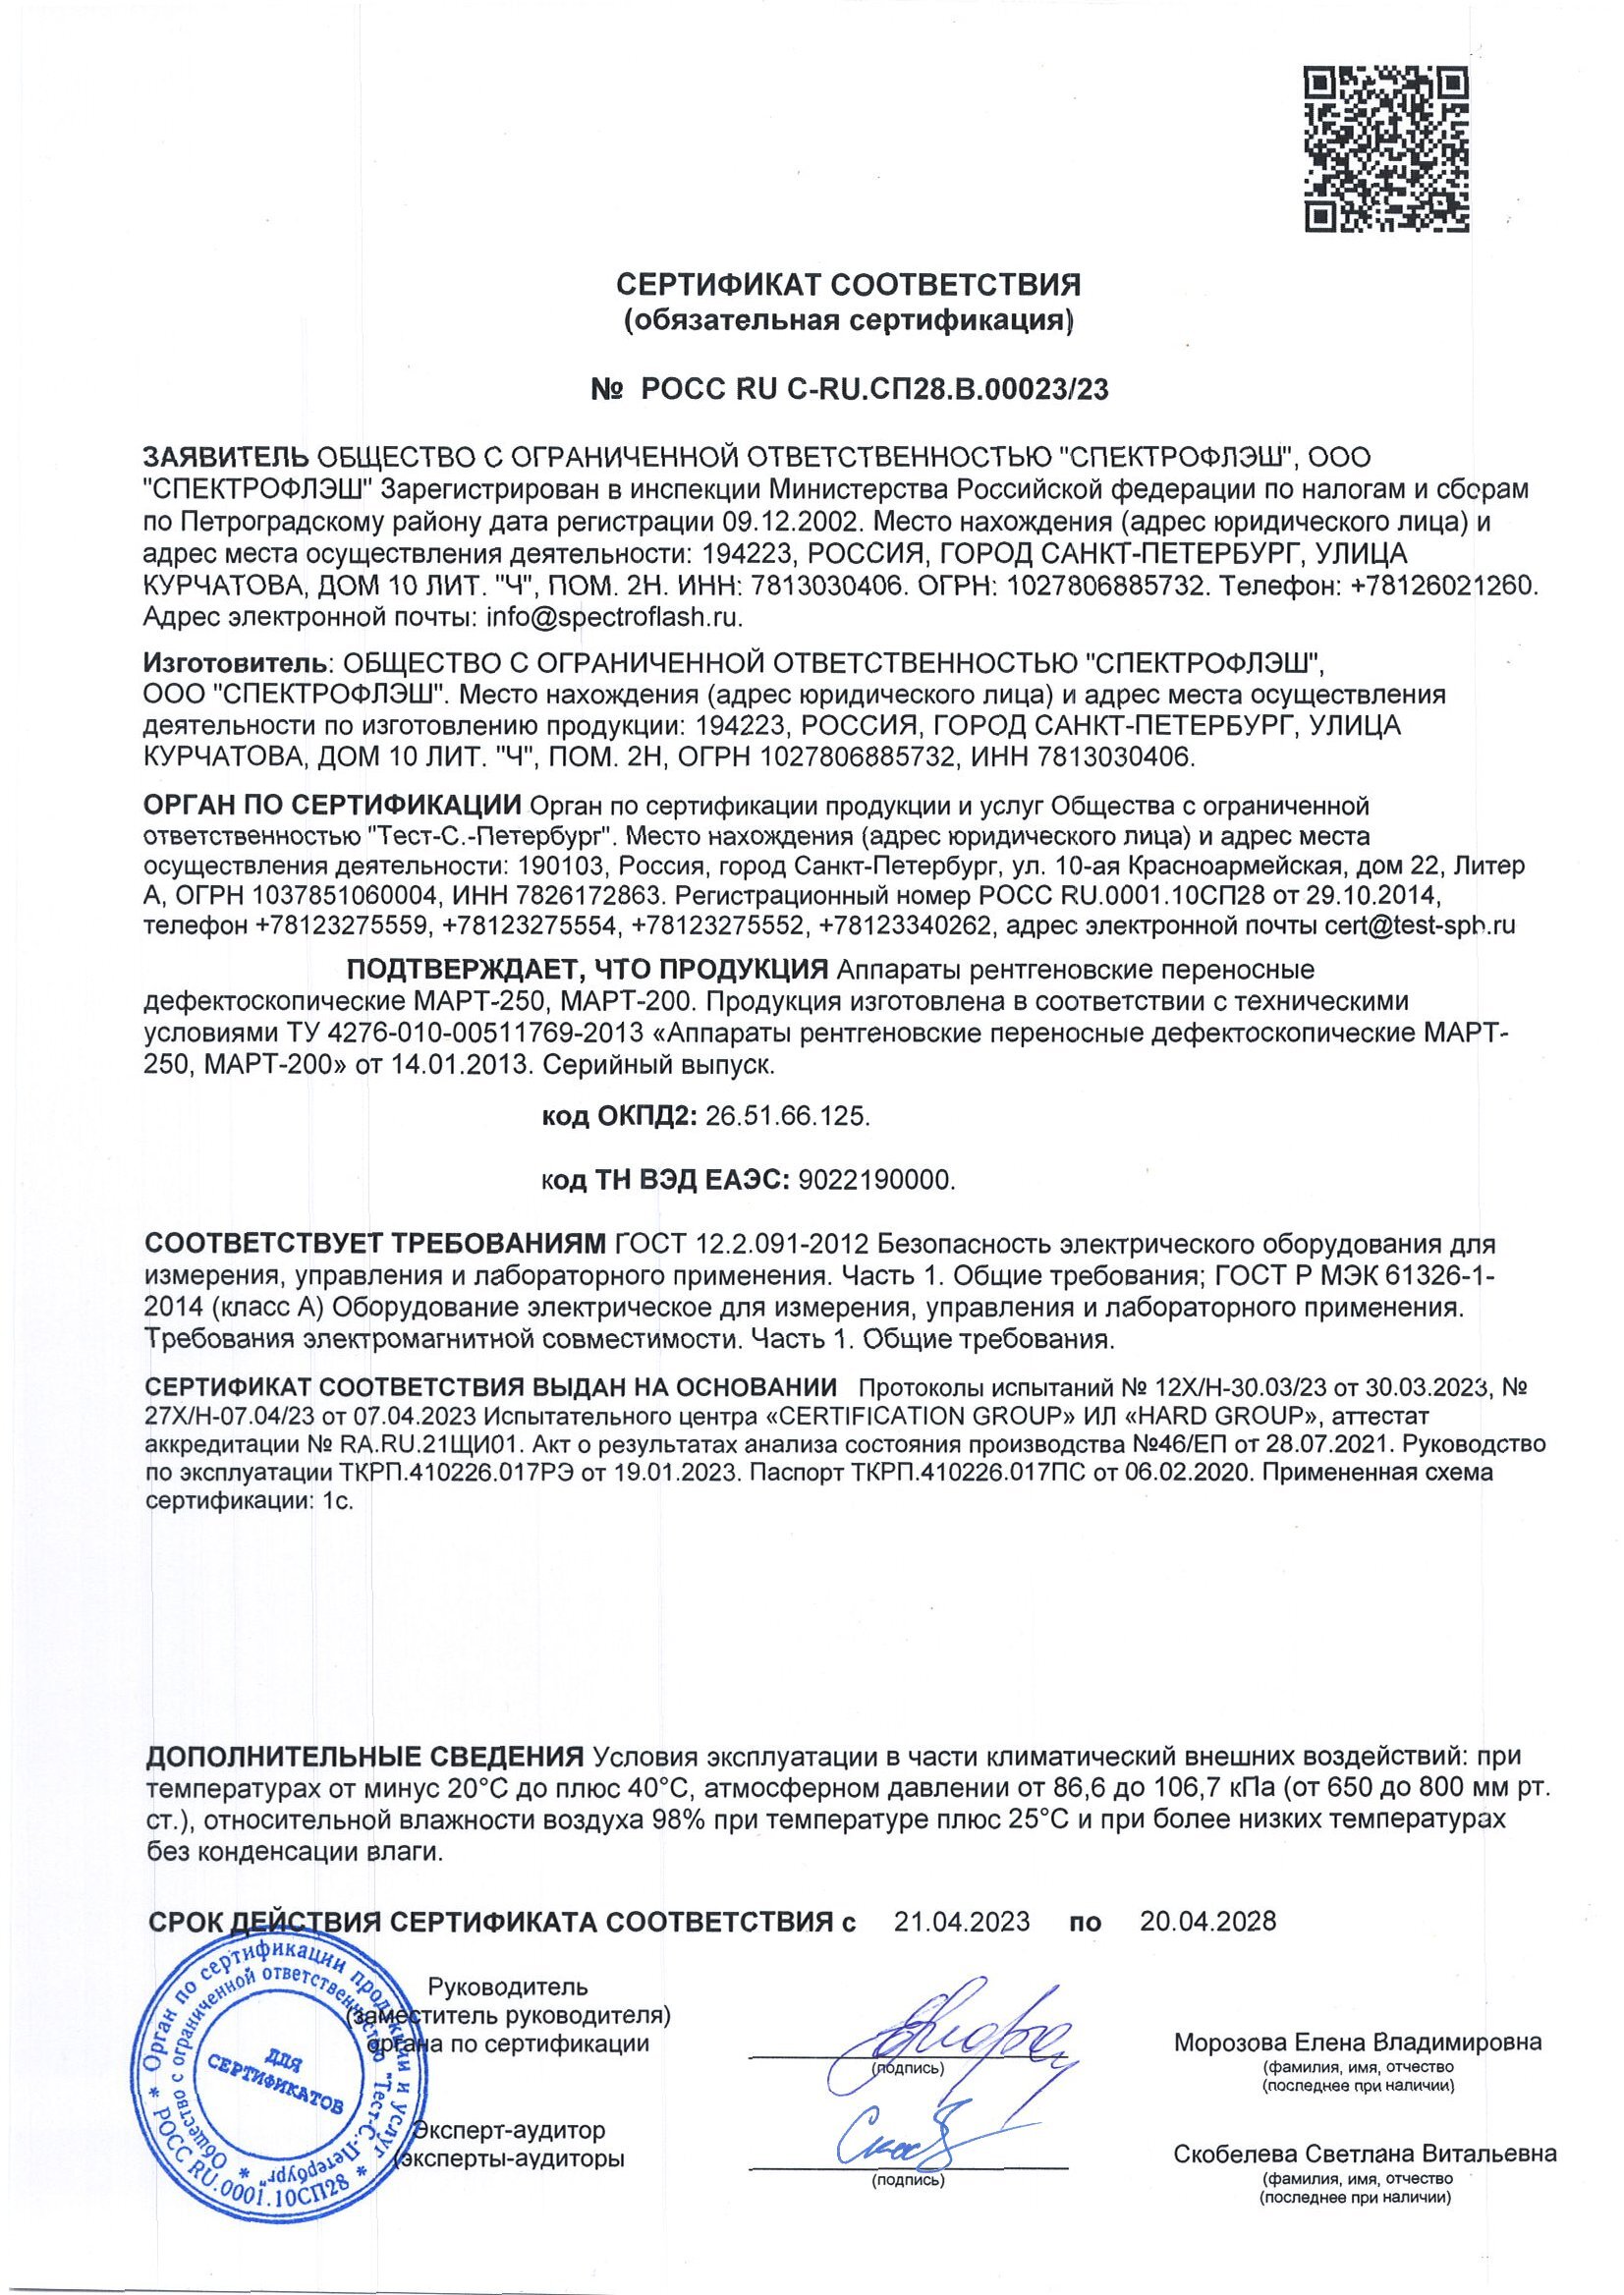 СЕРТИФИКАТ СООТВЕТСТВИЯ
(обязательная сертификация)
№ РОСС RU С-RU.СП28.В.00023/23
ЗАЯВИТЕЛЬ ОБЩЕСТВО С ОГРАНИЧЕННОЙ ОТВЕТСТВЕННОСТЬЮ "СПЕКТРОФЛЭШ", ООО
"СПЕКТРОФЛЭШ" Зарегистрирован в инспекции Министерства Российской федерации по налогам и сборам
по Петроградскому району дата регистрации 09.12.2002. Место нахождения (адрес юридического лица) и
адрес места осуществления деятельности: 194223, РОССИЯ, ГОРОД САНКТ-ПЕТЕРБУРГ, УЛИЦА
КУРЧАТОВА, ДОМ 10 ЛИТ. "Ч", ПОМ. 2Н. ИНН: 7813030406. ОГРН: 1027806885732. Телефон: +78126021260.
Адрес электронной почты: info@spectroflash.ru.
Изготовитель: ОБЩЕСТВО С ОГРАНИЧЕННОЙ ОТВЕТСТВЕННОСТЬЮ "СПЕКТРОФЛЭШ",
ООО "СПЕКТРОФЛЭШ". Место нахождения (адрес юридического лица) и адрес места осуществления
деятельности по изготовлению продукции: 194223, РОССИЯ, ГОРОД САНКТ-ПЕТЕРБУРГ, УЛИЦА
КУРЧАТОВА, ДОМ 10 ЛИТ. "Ч", ПОМ. 2Н, ОГРН 1027806885732, ИНН 7813030406.
ОРГАН ПО СЕРТИФИКАЦИИ Орган по сертификации продукции и услуг Общества с ограниченной
ответственностью "Тест-С.-Петербург". Место нахождения (адрес юридического лица) и адрес места
осуществления деятельности: 190103, Россия, город Санкт-Петербург, ул. 10-ая Красноармейская, дом 22, Литер
А, ОГРН 1037851060004, ИНН 7826172863. Регистрационный номер РОСС RU.0001.10СП28 от 29.10.2014,
телефон +78123275559, +78123275554, +78123275552, +78123340262, адрес электронной почты cert@test-spb.ru
ПОДТВЕРЖДАЕТ, ЧТО ПРОДУКЦИЯ Аппараты рентгеновские переносные
дефектоскопические МАРТ-250, МАРТ-200. Продукция изготовлена в соответствии с техническими
условиями ТУ 4276-010-00511769-2013 «Аппараты рентгеновские переносные дефектоскопические МАРТ-
250, МАРТ-200» от 14.01.2013. Серийный выпуск.
код ОКПД2: 26.51.66.125.
код ТН ВЭД ЕАЭС: 9022190000.
СООТВЕТСТВУЕТ ТРЕБОВАНИЯМ ГОСТ 12.2.091-2012 Безопасность электрического оборудования для
измерения, управления и лабораторного применения. Часть 1. Общие требования; ГОСТ Р МЭК 61326-1-
2014 (класс А) Оборудование электрическое для измерения, управления и лабораторного применения.
Требования электромагнитной совместимости. Часть 1. Общие требования.
СЕРТИФИКАТ СООТВЕТСТВИЯ ВЫДАН НА ОСНОВАНИИ Протоколы испытаний № 12Х/Н-30.03/23 от 30.03.2023, №
27Х/Н-07.04/23 от 07.04.2023 Испытательного центра «CERTIFICATION GROUP» ИЛ «HARD GROUP», аттестат
аккредитации № RA.RU.21ЩИ01. Акт о результатах анализа состояния производства №46/ЕП от 28.07.2021. Руководство
по эксплуатации ТКРП.410226.017РЭ от 19.01.2023. Паспорт ТКРП.410226.017ПС от 06.02.2020. Примененная схема
сертификации: 1с.
ДОПОЛНИТЕЛЬНЫЕ СВЕДЕНИЯ Условия эксплуатации в части климатический внешних воздействий: при
температурах от минус 20°С до плюс 40°С, атмосферном давлении от 86,6 до 106,7 кПа (от 650 до 800 мм рт.
ст.), относительной влажности воздуха 98% при температуре плюс 25°С и при более низких температурах
без конденсации влаги.
СРОК ДЕЙСТВИЯ СЕРТИФИКАТА СООТВЕТСТВИЯ с 21.04.2023 по 20.04.2028
Руководитель
(заместитель руководителя)
органа по сертификации
(подпись)
Морозова Елена Владимировна
(фамилия, имя, отчество
(последнее при наличии)
Эксперт-аудитор
(эксперты-аудиторы
(подпись)
Скобелева Светлана Витальевна
(фамилия, имя, отчество
(последнее при наличии)
* Орган по сертификации продукции и услуг *
РОСС RU.0001.10СП28
Общество с ограниченной ответственностью "Тест-С.-Петербург" *
ДЛЯ
СЕРТИФИКАТОВ